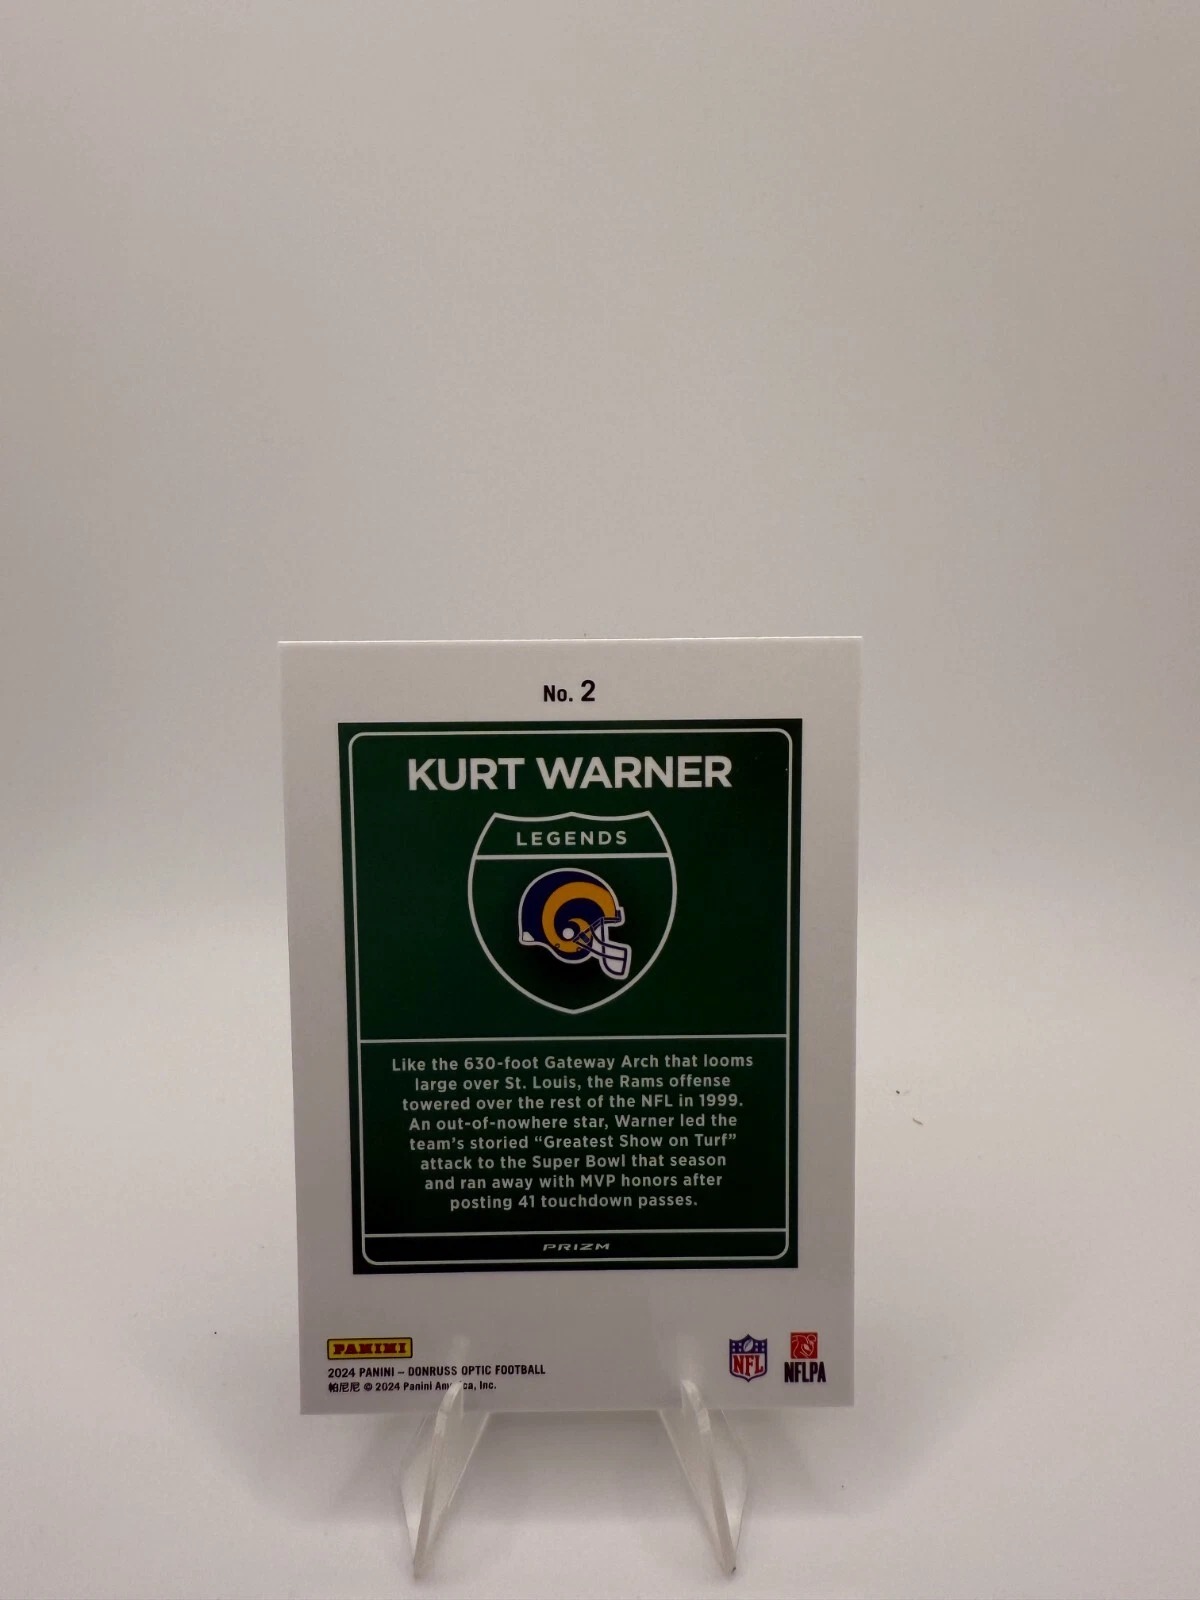 No. 2
KURT WARNER
LEGENDS
Like the 630-foot Gateway Arch that looms
large over St. Louis, the Rams offense
towered over the rest of the NFL in 1999.
An out-of-nowhere star, Warner led the
team's storied “Greatest Show on Turf”
attack to the Super Bowl that season
and ran away with MVP honors after
posting 41 touchdown passes.
PRIZM
PANINI
2024 PANINI – DONRUSS OPTIC FOOTBALL
帕尼尼 © 2024 Panini America, Inc.
NFL
NFLPA